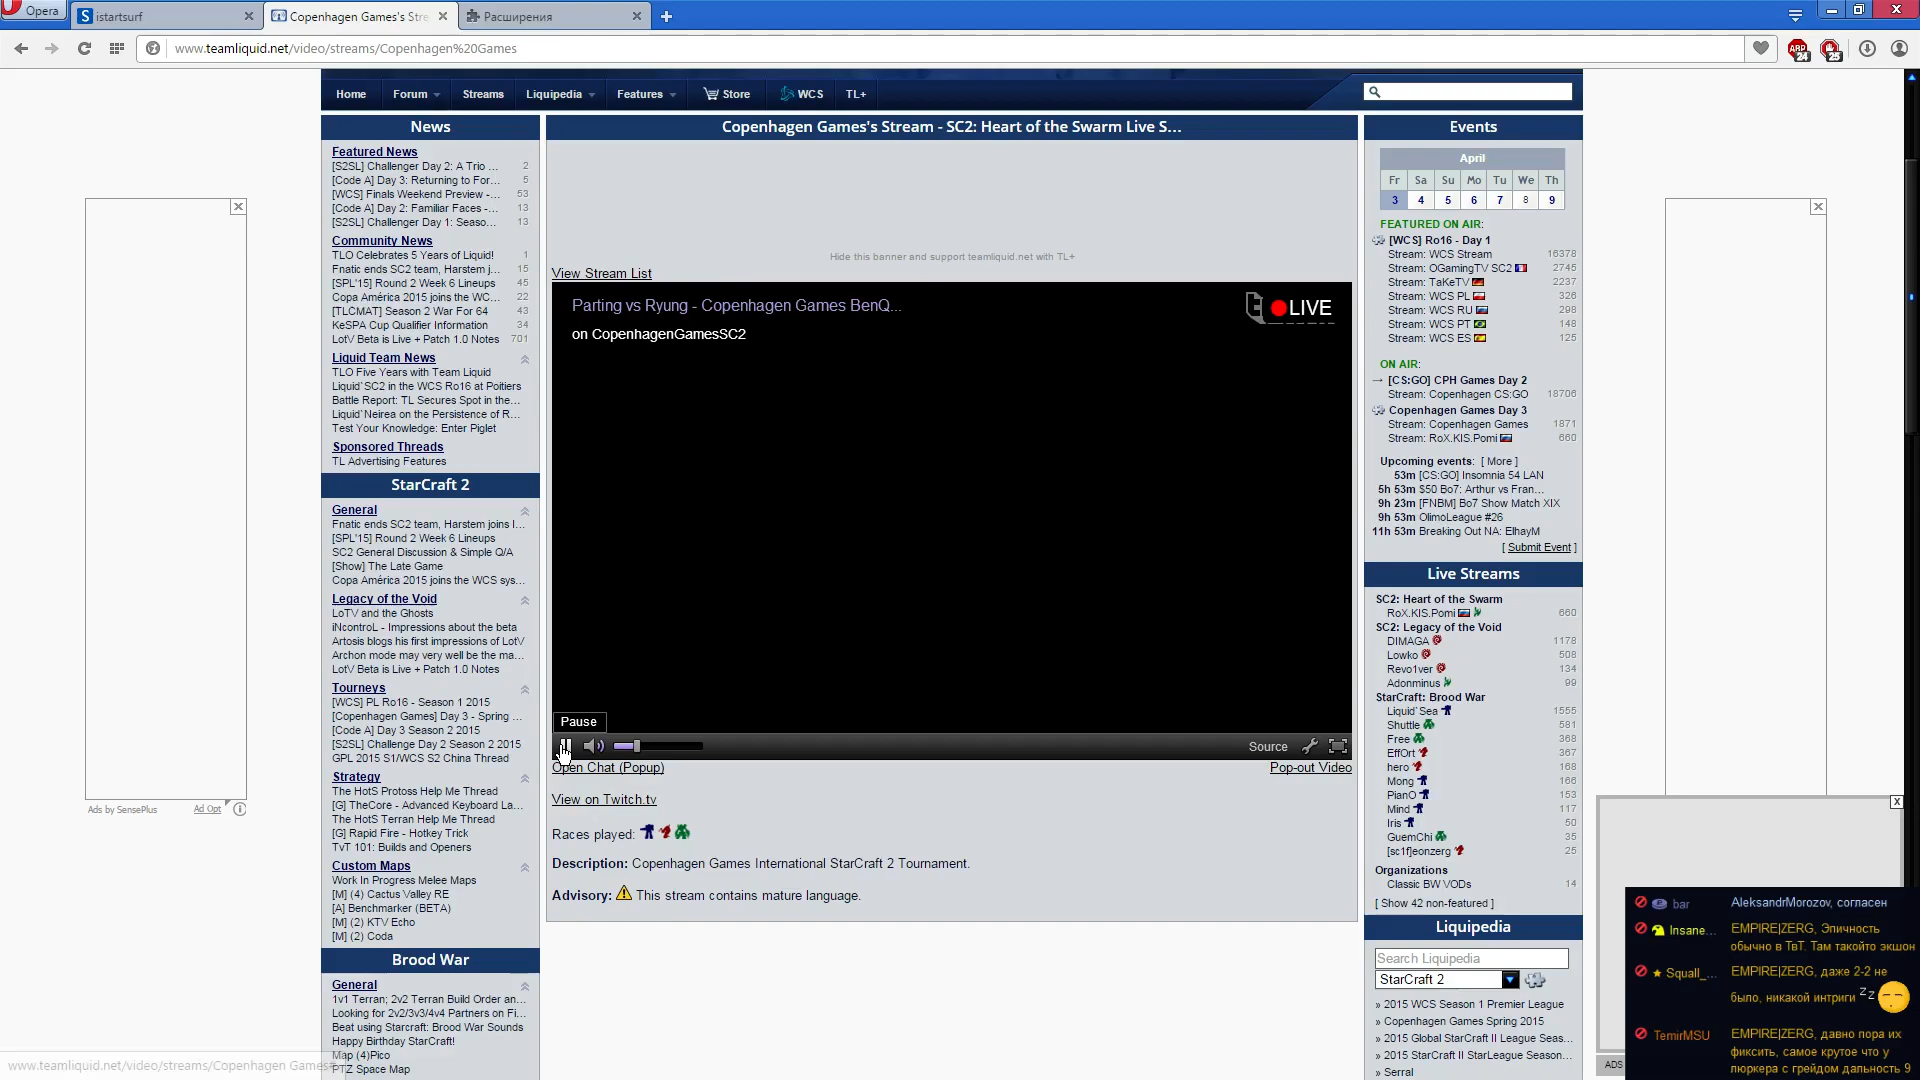 Opera
istartsurf
Copenhagen Games's Stre
Расширения
www.teamliquid.net/video/streams/Copenhagen%20Games
Home
Forum
Streams
Liquipedia
Features
Store
WCS
TL+
News
Featured News
[S2SL] Challenger Day 2: A Trio ... 2
[Code A] Day 3: Returning to For... 5
[WCS] Finals Weekend Preview -... 53
[Code A] Day 2: Familiar Faces -... 13
[S2SL] Challenger Day 1: Seaso... 13
Community News
TLO Celebrates 5 Years of Liquid! 1
Fnatic ends SC2 team, Harstem j... 15
[SPL'15] Round 2 Week 6 Lineups 45
Copa América 2015 joins the WC... 22
[TLCMAT] Season 2 War For 64 43
KeSPA Cup Qualifier Information 34
LotV Beta is Live + Patch 1.0 Notes 701
Liquid Team News
TLO Five Years with Team Liquid
Liquid`SC2 in the WCS Ro16 at Poitiers
Battle Report: TL Secures Spot in the...
Liquid`Neirea on the Persistence of R...
Test Your Knowledge: Enter Piglet
Sponsored Threads
TL Advertising Features
StarCraft 2
General
Fnatic ends SC2 team, Harstem joins I...
[SPL'15] Round 2 Week 6 Lineups
SC2 General Discussion & Simple Q/A
[Show] The Late Game
Copa América 2015 joins the WCS sys...
Legacy of the Void
LoTV and the Ghosts
iNcontroL - Impressions about the beta
Artosis blogs his first impressions of LotV
Archon mode may very well be the ma...
LotV Beta is Live + Patch 1.0 Notes
Tourneys
[WCS] PL Ro16 - Season 1 2015
[Copenhagen Games] Day 3 - Spring ...
[Code A] Day 3 Season 2 2015
[S2SL] Challenge Day 2 Season 2 2015
GPL 2015 S1/WCS S2 China Thread
Strategy
The HotS Protoss Help Me Thread
[G] TheCore - Advanced Keyboard La...
The HotS Terran Help Me Thread
[G] Rapid Fire - Hotkey Trick
TvT 101: Builds and Openers
Custom Maps
Work In Progress Melee Maps
[M] (4) Cactus Valley RE
[A] Benchmarker (BETA)
[M] (2) KTV Echo
[M] (2) Coda
Brood War
General
1v1 Terran; 2v2 Terran Build Order an...
Looking for 2v2/3v3/4v4 Partners on Fi...
Beat using Starcraft: Brood War Sounds
Happy Birthday StarCraft!
Map (4)Pico
PTZ Space Map
www.teamliquid.net/video/streams/Copenhagen Games#
Ads by SensePlus
Ad Opt
Copenhagen Games's Stream - SC2: Heart of the Swarm Live S...
Hide this banner and support teamliquid.net with TL+
View Stream List
Parting vs Ryung - Copenhagen Games BenQ...
on CopenhagenGamesSC2
LIVE
Pause
Source
Open Chat (Popup)
Pop-out Video
View on Twitch.tv
Races played:
Description: Copenhagen Games International StarCraft 2 Tournament.
Advisory: This stream contains mature language.
Events
April
Fr Sa Su Mo Tu We Th
3 4 5 6 7 8 9
FEATURED ON AIR:
[WCS] Ro16 - Day 1
Stream: WCS Stream 16378
Stream: OGamingTV SC2 2745
Stream: TaKeTV 2237
Stream: WCS PL 326
Stream: WCS RU 298
Stream: WCS PT 148
Stream: WCS ES 125
ON AIR:
→ [CS:GO] CPH Games Day 2
Stream: Copenhagen CS:GO 18706
Copenhagen Games Day 3
Stream: Copenhagen Games 1871
Stream: RoX.KIS.Pomi 660
Upcoming events: [ More ]
53m [CS:GO] Insomnia 54 LAN
5h 53m $50 Bo7: Arthur vs Fran...
9h 23m [FNBM] Bo7 Show Match XIX
9h 53m OlimoLeague #26
11h 53m Breaking Out NA: ElhayM
[ Submit Event ]
Live Streams
SC2: Heart of the Swarm
RoX.KIS.Pomi 660
SC2: Legacy of the Void
DIMAGA 1178
Lowko 508
Revo1ver 134
Adonminus 99
StarCraft: Brood War
Liquid`Sea 1555
Shuttle 581
Free 368
EffOrt 367
hero 168
Mong 166
PianO 153
Mind 117
Iris 50
GuemChi 35
[sc1f]eonzerg 25
Organizations
Classic BW VODs 14
[ Show 42 non-featured ]
Liquipedia
Search Liquipedia
StarCraft 2
» 2015 WCS Season 1 Premier League
» Copenhagen Games Spring 2015
» 2015 Global StarCraft II League Seas...
» 2015 StarCraft II StarLeague Season...
» Serral
X
ADS
bar AleksandrMorozov, согласен
Insane... EMPIRE|ZERG, Эпичность
обычно в ТвТ. Там такойто экшон
Squall_... EMPIRE|ZERG, даже 2-2 не
было, никакой интриги
TemirMSU EMPIRE|ZERG, давно пора их
фиксить, самое крутое что у
люркера с грейдом дальность 9